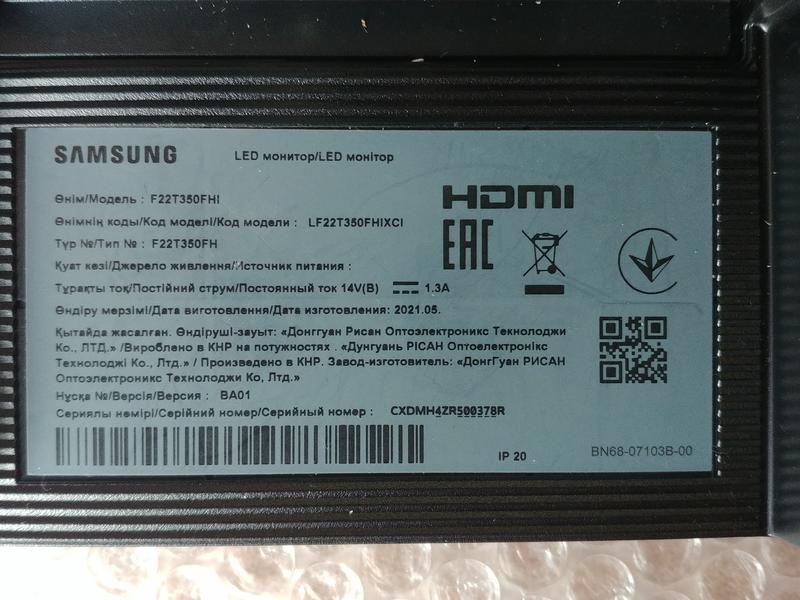 SAMSUNG
LED монитор/LED монітор
Өнім/Модель : F22T350FHI
HDMI
Өнімнің коды/Код моделі/Код модели : LF22T350FHIXCI
EAC
Түр №/Тип № : F22T350FH
Қуат көзі/Джерело живлення/Источник питания :
Тұрақты ток/Постійний струм/Постоянный ток 14V(B) 1.3A
Өндіру мерзімі/Дата виготовлення/Дата изготовления: 2021.05.
Қытайда жасалған. Өндіруші-зауыт: «Донггуан Рисан Оптоэлектроникс Текнолоджи
Ко., ЛТД.» /Вироблено в КНР на потужностях . «Дунгуань РІСАН Оптоелектронікс
Технолоджі Ко., Лтд.» / Произведено в КНР. Завод-изготовитель: «ДонгГуан РИСАН
Оптоэлектроникс Технолоджи Ко, Лтд.»
Нұсқа №/Версія/Версия : BA01
Сериялы нөмірі/Серійний номер/Серийный номер : CXDMH4ZR500378R
IP 20
BN68-07103B-00